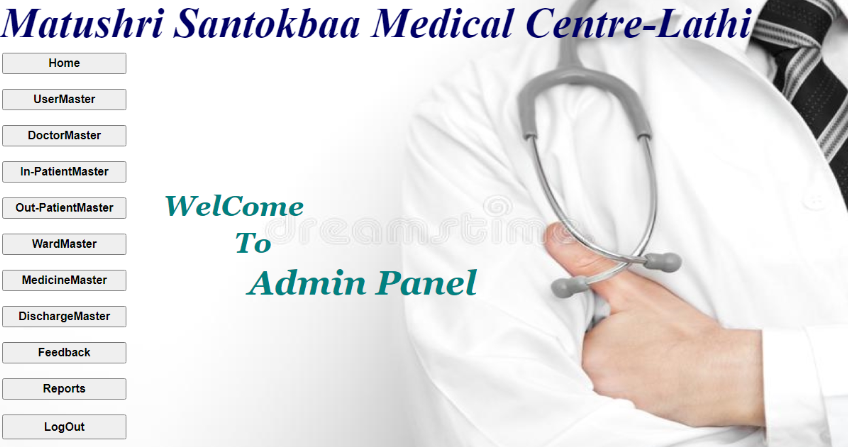 Matushri Santokbaa Medical Centre-Lathi
Home
UserMaster
DoctorMaster
In-PatientMaster
Out-PatientMaster
WardMaster
MedicineMaster
DischargeMaster
Feedback
Reports
LogOut
WelCome
To
Admin Panel
dreamstime